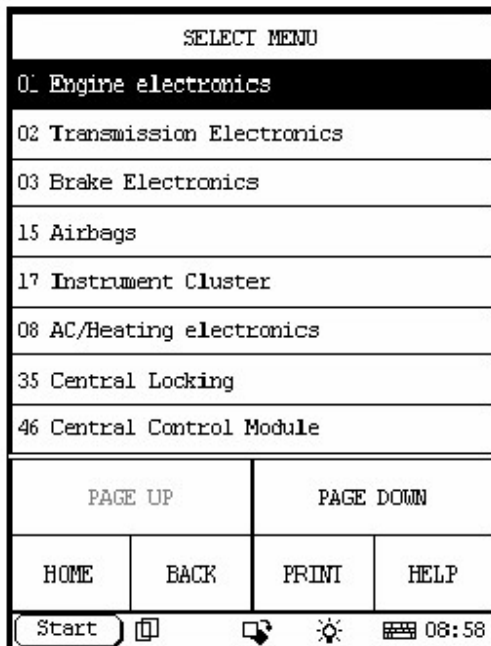 SELECT MENU
01 Engine electronics
02 Transmission Electronics
03 Brake Electronics
15 Airbags
17 Instrument Cluster
08 AC/Heating electronics
35 Central Locking
46 Central Control Module
PAGE UP PAGE DOWN
HOME BACK PRINT HELP
Start 08:58